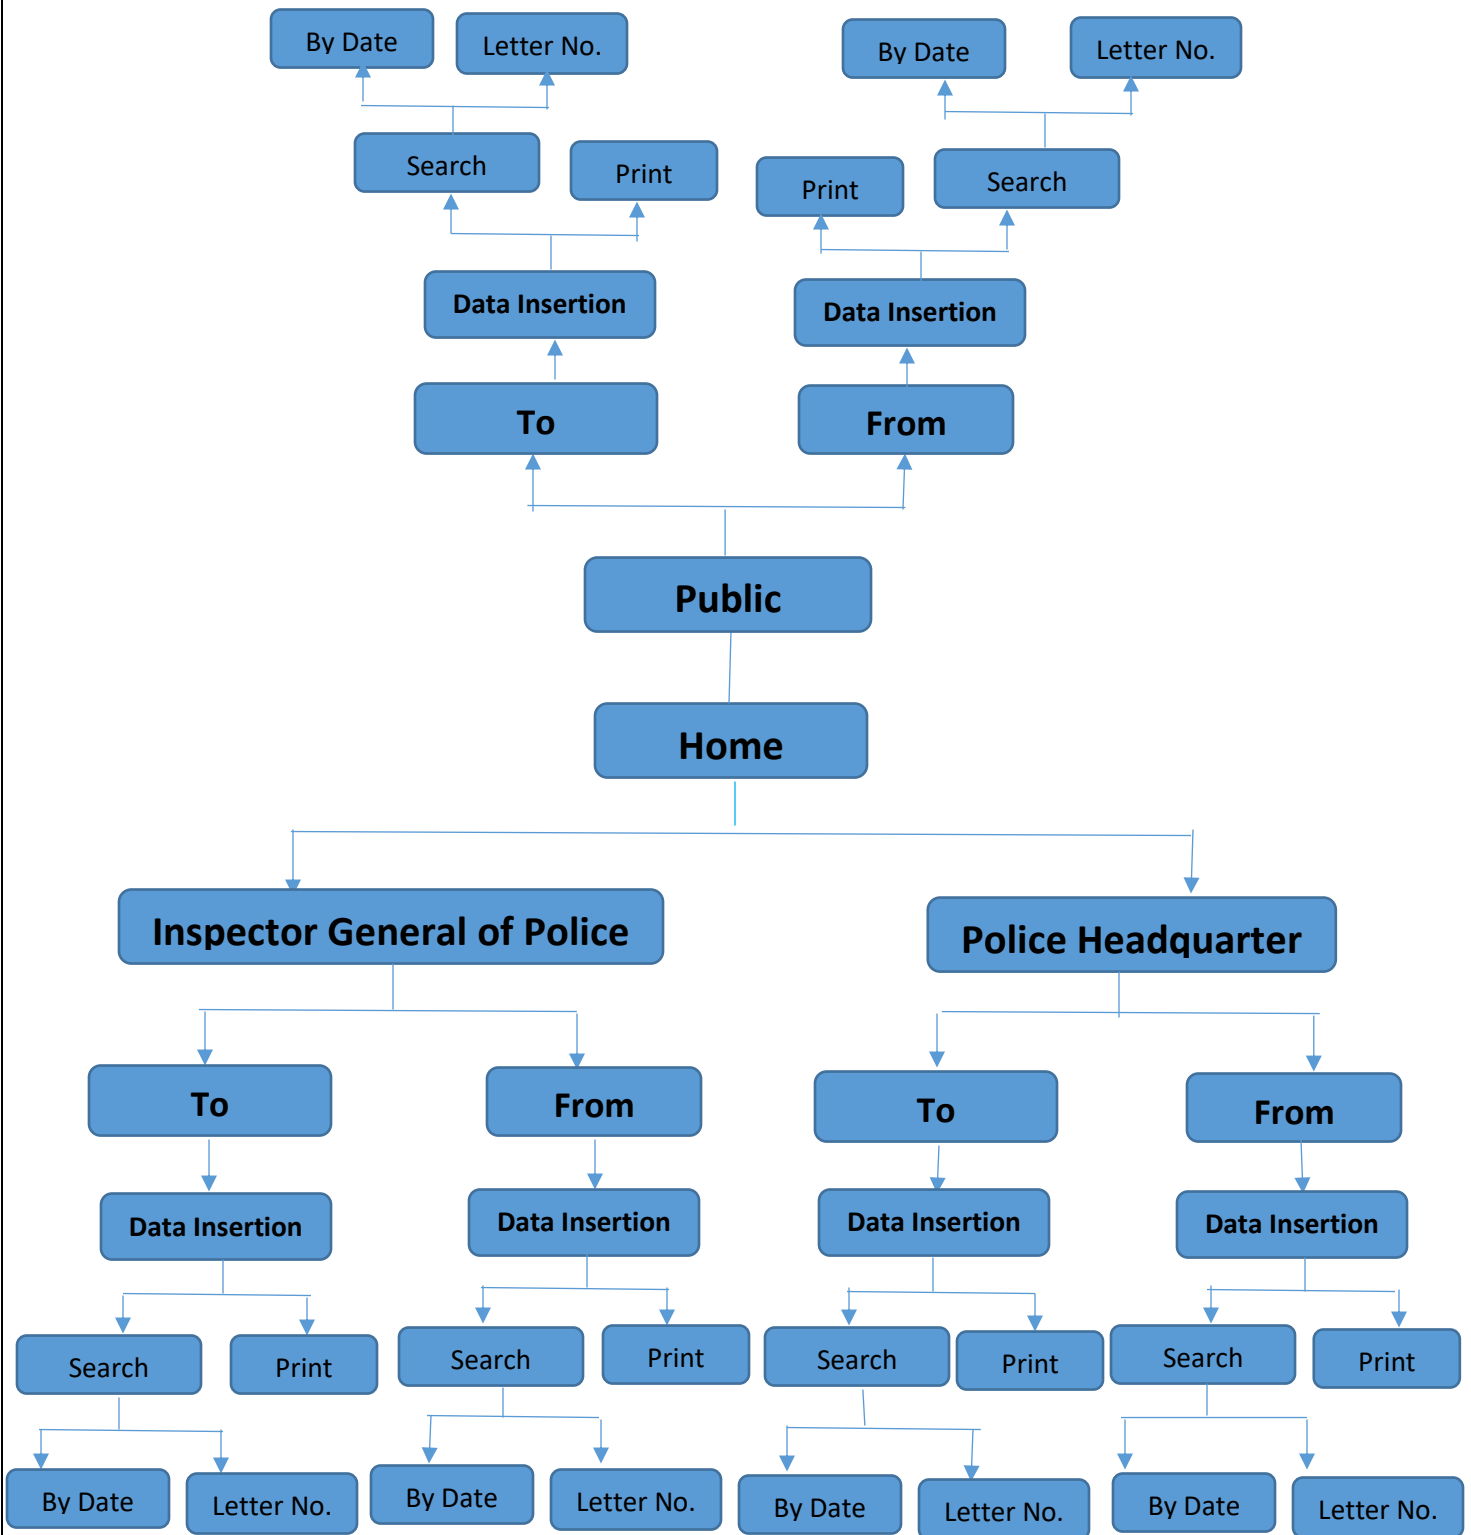 By Date
Letter No.
By Date
Letter No.
Search
Print
Print
Search
Data Insertion
Data Insertion
To
From
Public
Home
Inspector General of Police
Police Headquarter
To
From
To
From
Data Insertion
Data Insertion
Data Insertion
Data Insertion
Search
Print
Search
Print
Search
Print
Search
Print
By Date
Letter No.
By Date
Letter No.
By Date
Letter No.
By Date
Letter No.